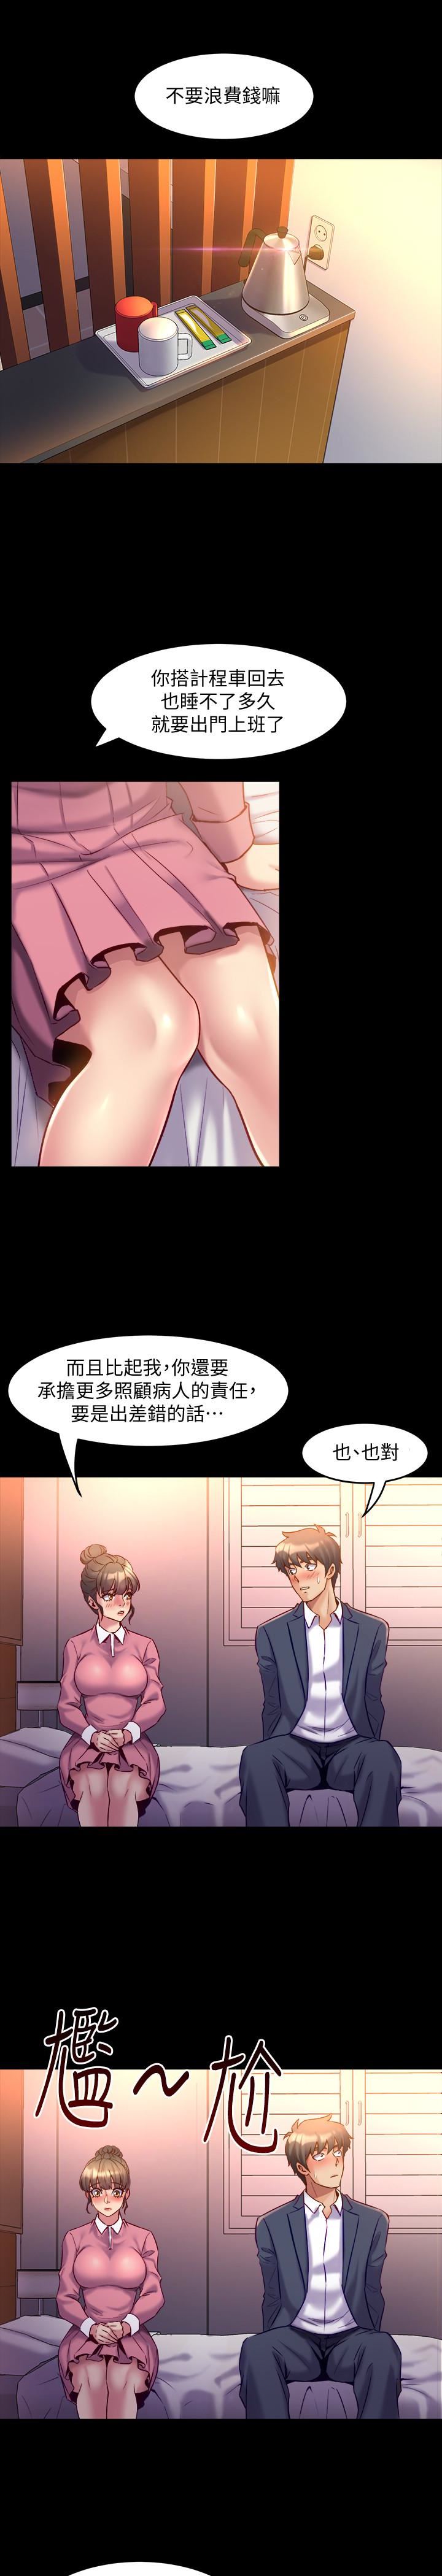 不要浪費錢嘛
你搭計程車回去
也睡不了多久
就要出門上班了
而且比起我,你還要
承擔更多照顧病人的責任,
要是出差錯的話⋯
也、也對
尷~尬